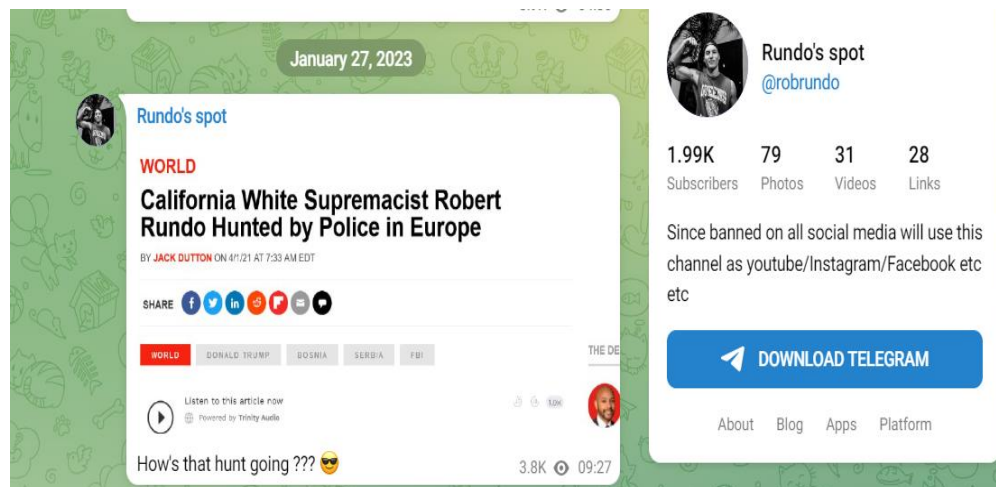 January 27, 2023
Rundo's spot
WORLD
California White Supremacist Robert
Rundo Hunted by Police in Europe
BY JACK DUTTON ON 4/1/21 AT 7:33 AM EDT
SHARE
WORLD DONALD TRUMP BOSNIA SERBIA FBI
THE DE
Listen to this article now
Powered by Trinity Audio
1.0x
How's that hunt going ??? 😎
3.8K 09:27
Rundo's spot
@robrundo
1.99K 79 31 28
Subscribers Photos Videos Links
Since banned on all social media will use this
channel as youtube/Instagram/Facebook etc
etc
DOWNLOAD TELEGRAM
About Blog Apps Platform